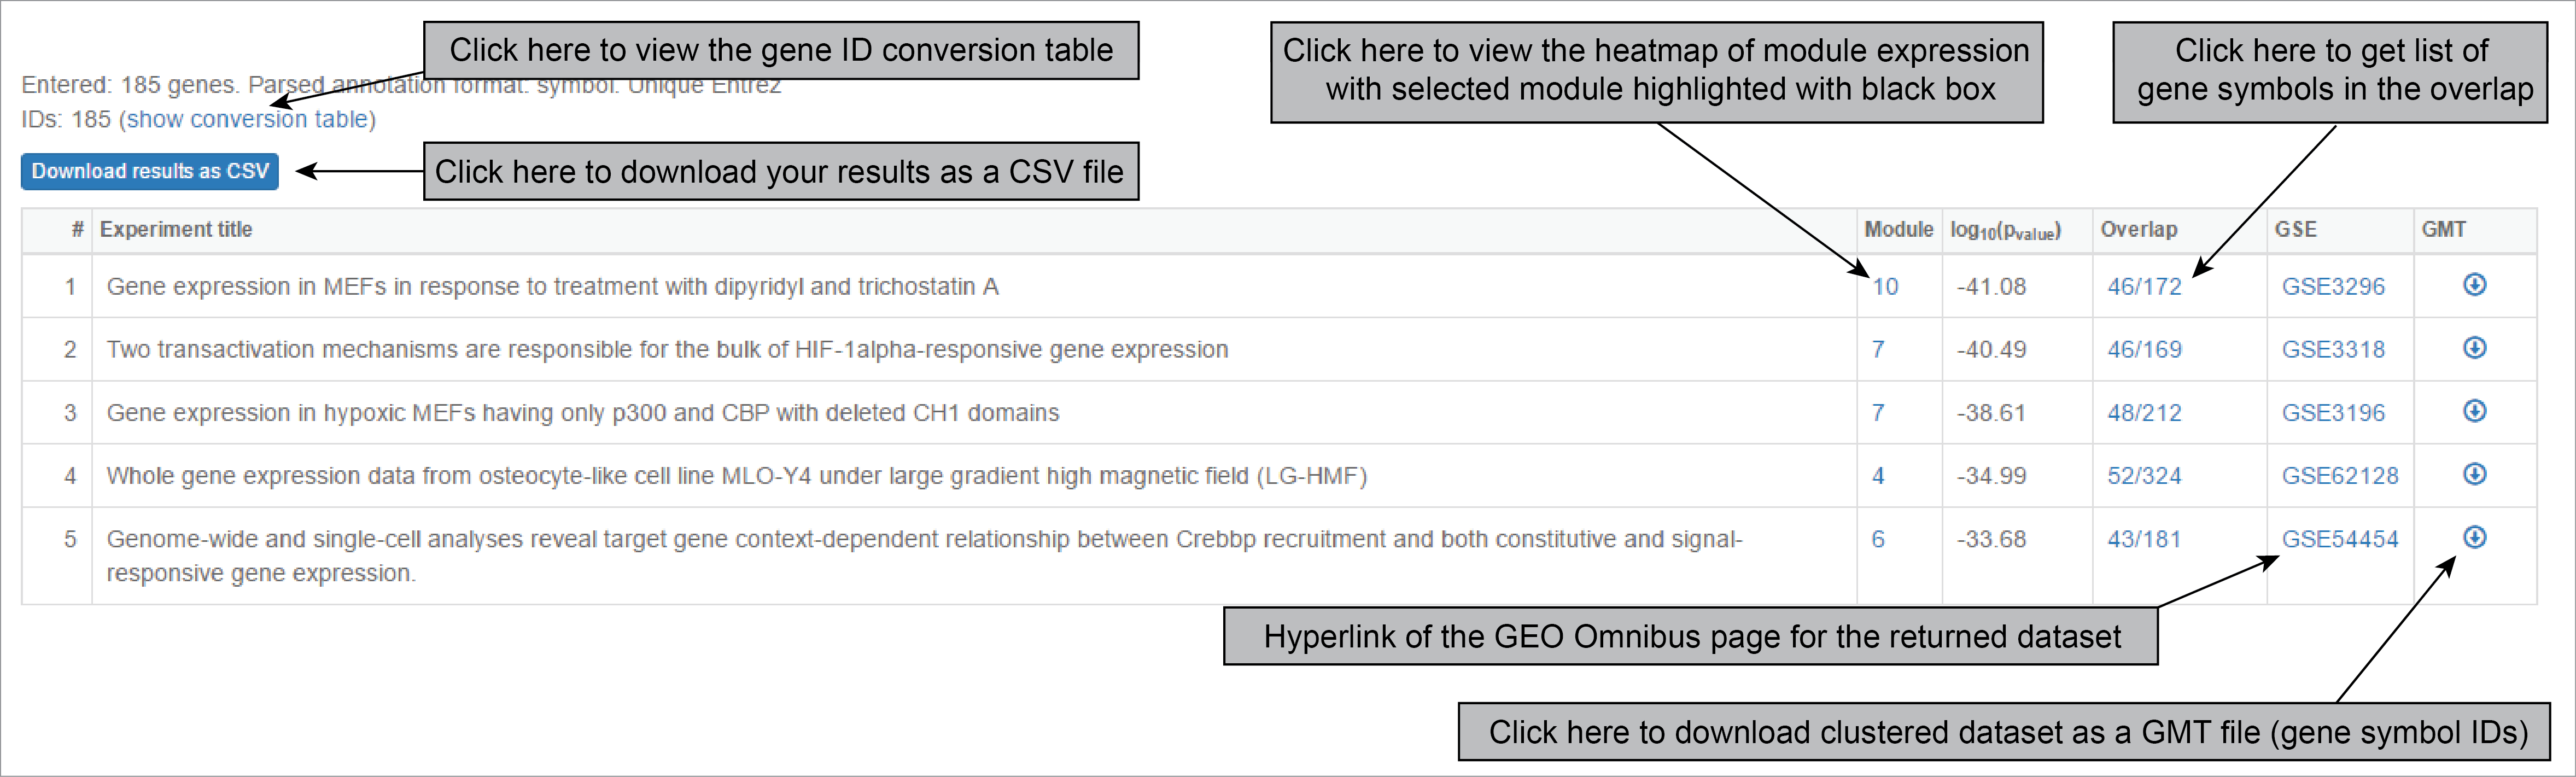 Click here to view the gene ID conversion table
Click here to view the heatmap of module expression
with selected module highlighted with black box
Click here to get list of
gene symbols in the overlap
Entered: 185 genes. Parsed annotation format: symbol. Unique Entrez
IDs: 185 (show conversion table)
Download results as CSV
Click here to download your results as a CSV file
# Experiment title Module log10(pvalue) Overlap GSE GMT
1 Gene expression in MEFs in response to treatment with dipyridyl and trichostatin A 10 -41.08 46/172 GSE3296
2 Two transactivation mechanisms are responsible for the bulk of HIF-1alpha-responsive gene expression 7 -40.49 46/169 GSE3318
3 Gene expression in hypoxic MEFs having only p300 and CBP with deleted CH1 domains 7 -38.61 48/212 GSE3196
4 Whole gene expression data from osteocyte-like cell line MLO-Y4 under large gradient high magnetic field (LG-HMF) 4 -34.99 52/324 GSE62128
5 Genome-wide and single-cell analyses reveal target gene context-dependent relationship between Crebbp recruitment and both constitutive and signal- 6 -33.68 43/181 GSE54454
responsive gene expression.
Hyperlink of the GEO Omnibus page for the returned dataset
Click here to download clustered dataset as a GMT file (gene symbol IDs)